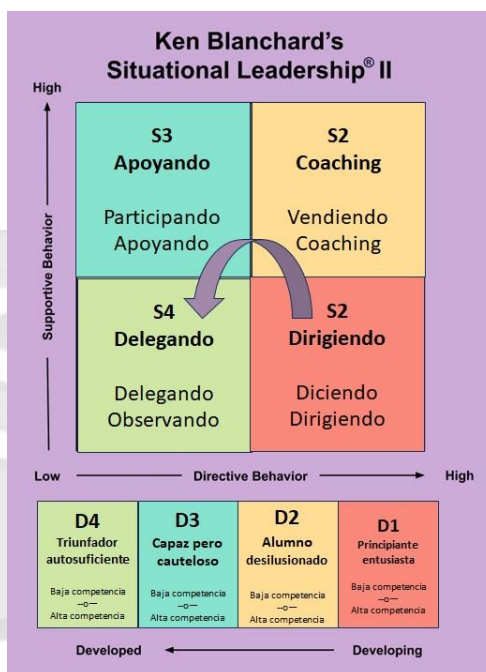 Ken Blanchard's
Situational Leadership® II
High
Supportive Behavior
S3
Apoyando
Participando
Apoyando
S2
Coaching
Vendiendo
Coaching
S4
Delegando
Delegando
Observando
S2
Dirigiendo
Diciendo
Dirigiendo
Low
Directive Behavior
High
D4
Triunfador
autosuficiente
Baja competencia
—o—
Alta competencia
D3
Capaz pero
cauteloso
Baja competencia
—o—
Alta competencia
D2
Alumno
desilusionado
Baja competencia
—o—
Alta competencia
D1
Principiante
entusiasta
Baja competencia
—o—
Alta competencia
Developed
Developing